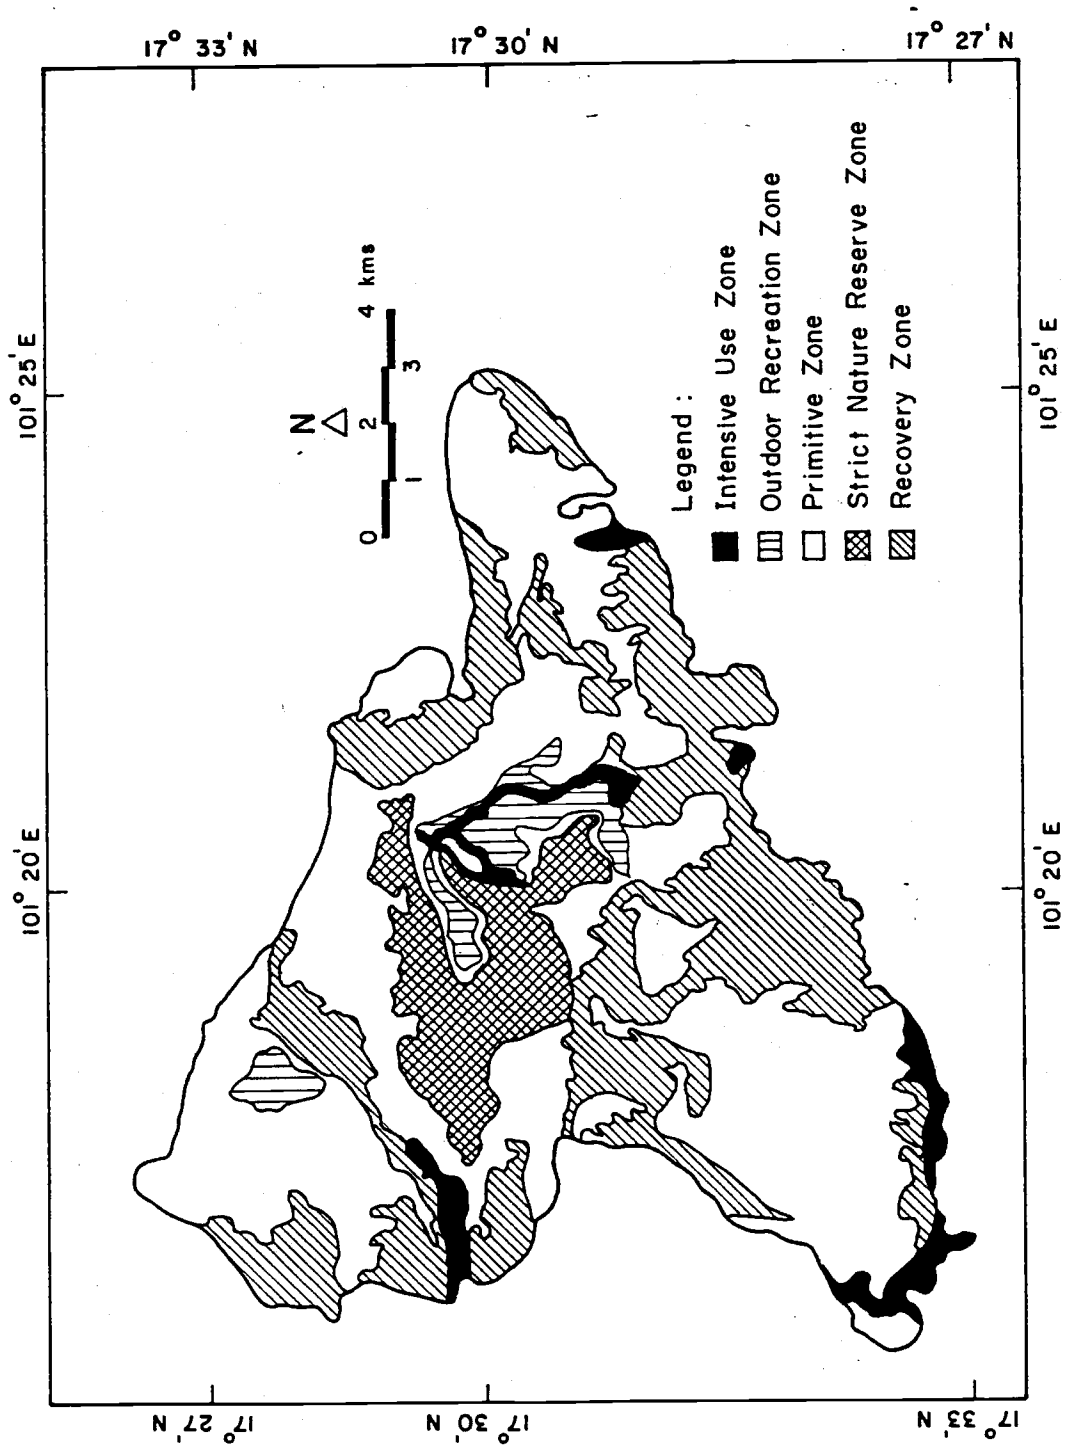 17° 33' N
17° 30' N
17° 27' N
101° 25' E
101° 20' E
N
0 1 2 3 4 kms
Legend :
Intensive Use Zone
Outdoor Recreation Zone
Primitive Zone
Strict Nature Reserve Zone
Recovery Zone
101° 25' E
101° 20' E
17° 27' N
17° 30' N
17° 33' N